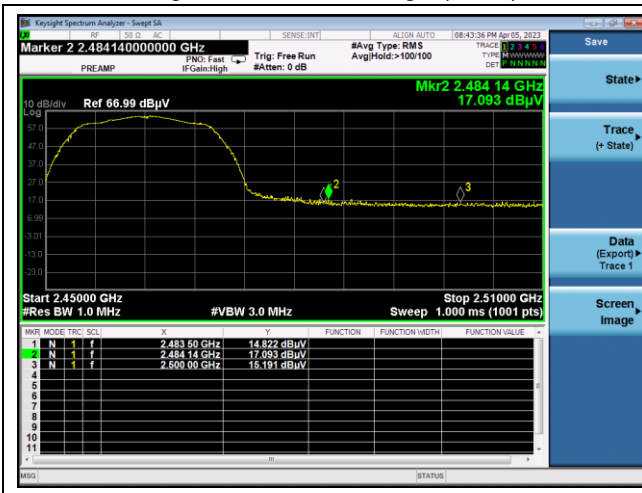 Keysight Spectrum Analyzer - Swept SA
RF 50 Ω AC SENSE:INT ALIGN AUTO 08:43:36 PM Apr 05, 2023
Marker 2 2.484140000000 GHz
PREAMP
PNO: Fast
IFGain:High
Trig: Free Run
#Atten: 0 dB
#Avg Type: RMS
Avg|Hold:>100/100
TRACE 1 2 3 4 5 6
TYPE M W W W W W
DET P N N N N N
Mkr2 2.484 14 GHz
17.093 dBµV
10 dB/div Ref 66.99 dBµV
Log
57.0
47.0
37.0
27.0
17.0
6.99
-3.01
-13.0
-23.0
2
3
Start 2.45000 GHz Stop 2.51000 GHz
#Res BW 1.0 MHz #VBW 3.0 MHz Sweep 1.000 ms (1001 pts)
MKR MODE TRC SCL X Y FUNCTION FUNCTION WIDTH FUNCTION VALUE
1 N 1 f 2.483 50 GHz 14.822 dBµV
2 N 1 f 2.484 14 GHz 17.093 dBµV
3 N 1 f 2.500 00 GHz 15.191 dBµV
4
5
6
7
8
9
10
11
MSG STATUS
Save
State
Trace
(+ State)
Data
(Export)
Trace 1
Screen
Image